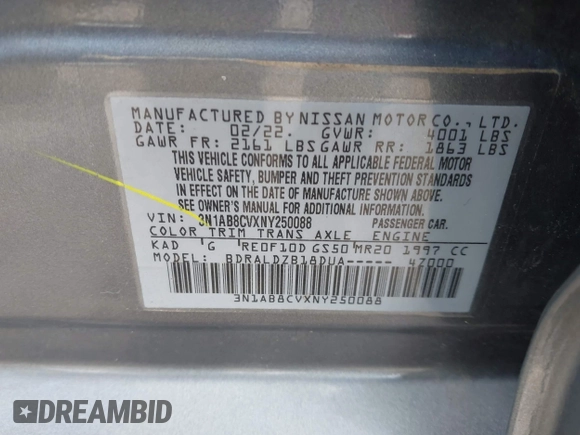 MANUFACTURED BY NISSAN MOTOR CO., LTD.
DATE: 02/22. GVWR: 4001 LBS
GAWR FR: 2161 LBS GAWR RR: 1863 LBS
THIS VEHICLE CONFORMS TO ALL APPLICABLE FEDERAL MOTOR
VEHICLE SAFETY, BUMPER AND THEFT PREVENTION STANDARDS
IN EFFECT ON THE DATE OF MANUFACTURE SHOWN ABOVE.
SEE OWNER'S MANUAL FOR ADDITIONAL INFORMATION.
VIN: 3N1AB8CVXNY250088 PASSENGER CAR.
COLOR TRIM TRANS AXLE ENGINE
KAD G RE0F10D GS50 MR20 1997 CC
MODEL: BDRALDZB18DUA----- 4Z000
3N1AB8CVXNY250088
DREAMBID